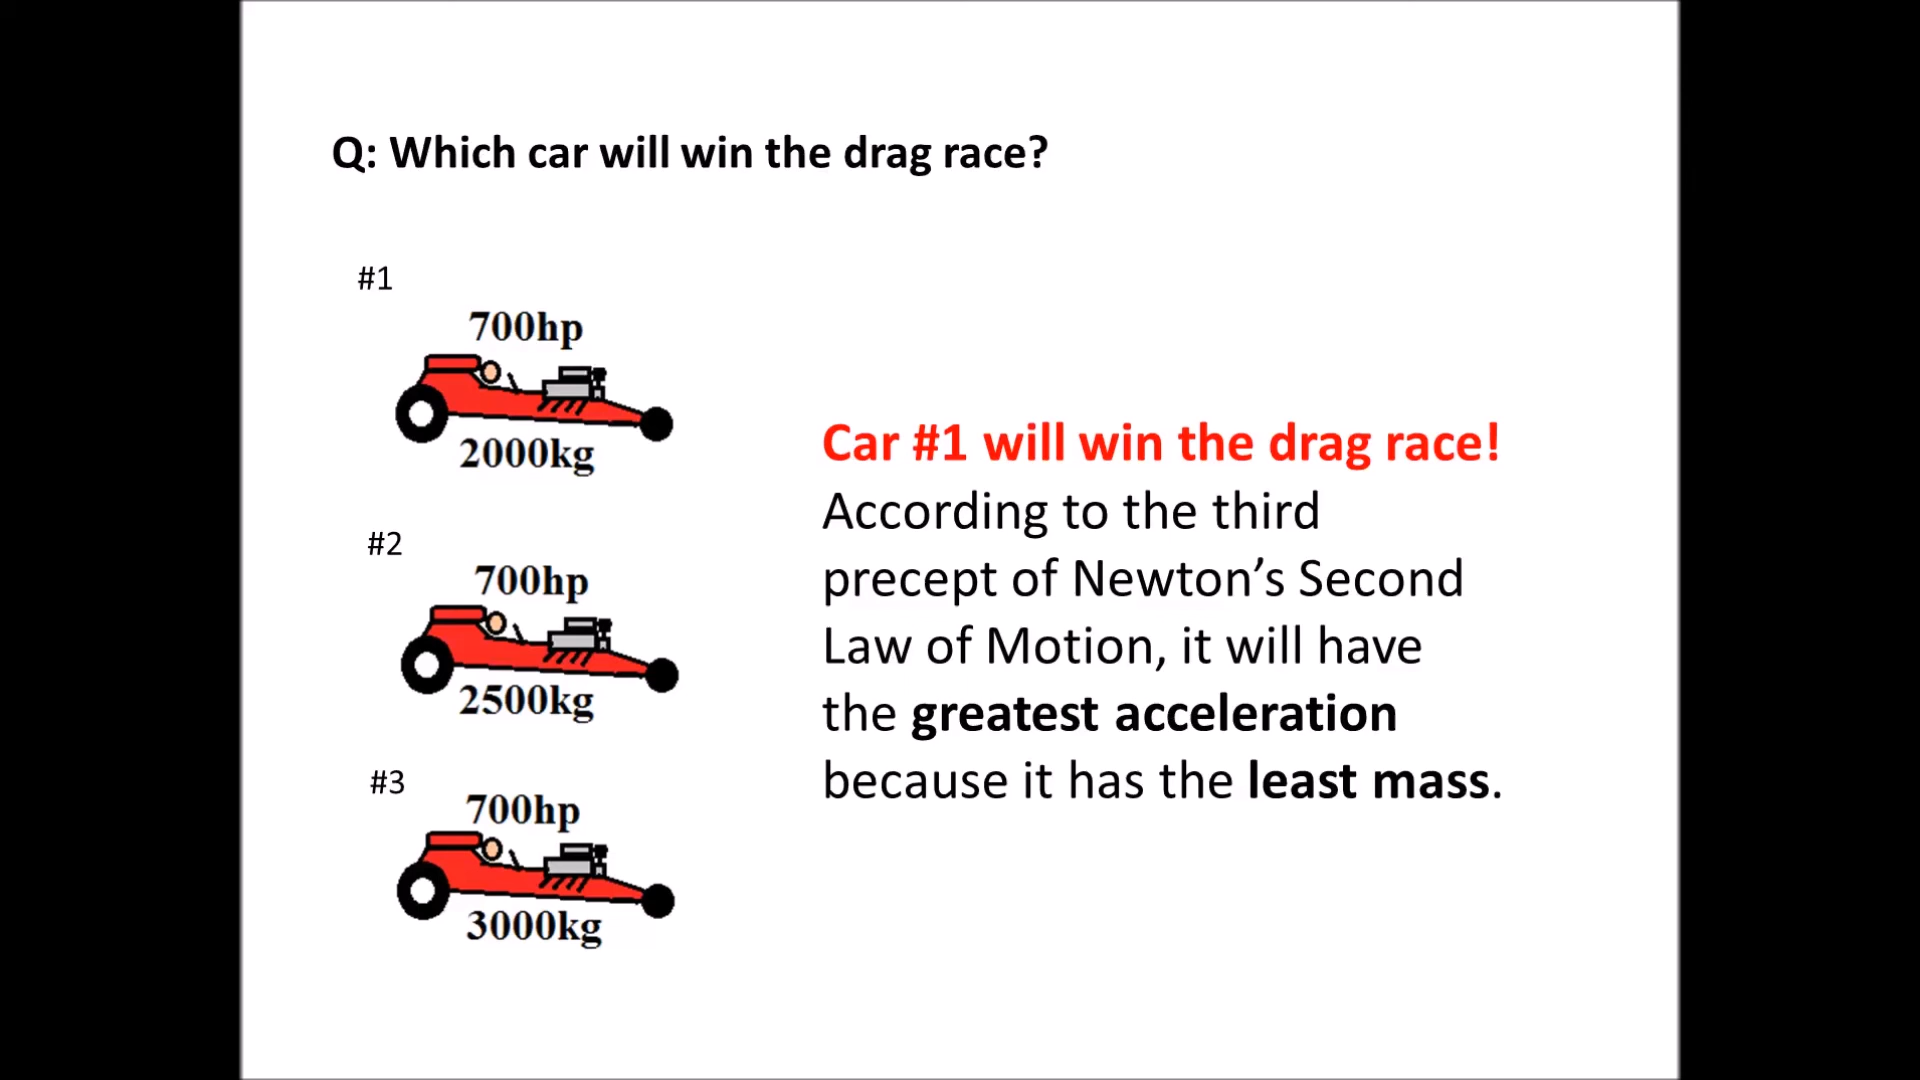 Q: Which car will win the drag race?
#1
700hp
2000kg
#2
700hp
2500kg
#3
700hp
3000kg
Car #1 will win the drag race!
According to the third
precept of Newton’s Second
Law of Motion, it will have
the greatest acceleration
because it has the least mass.